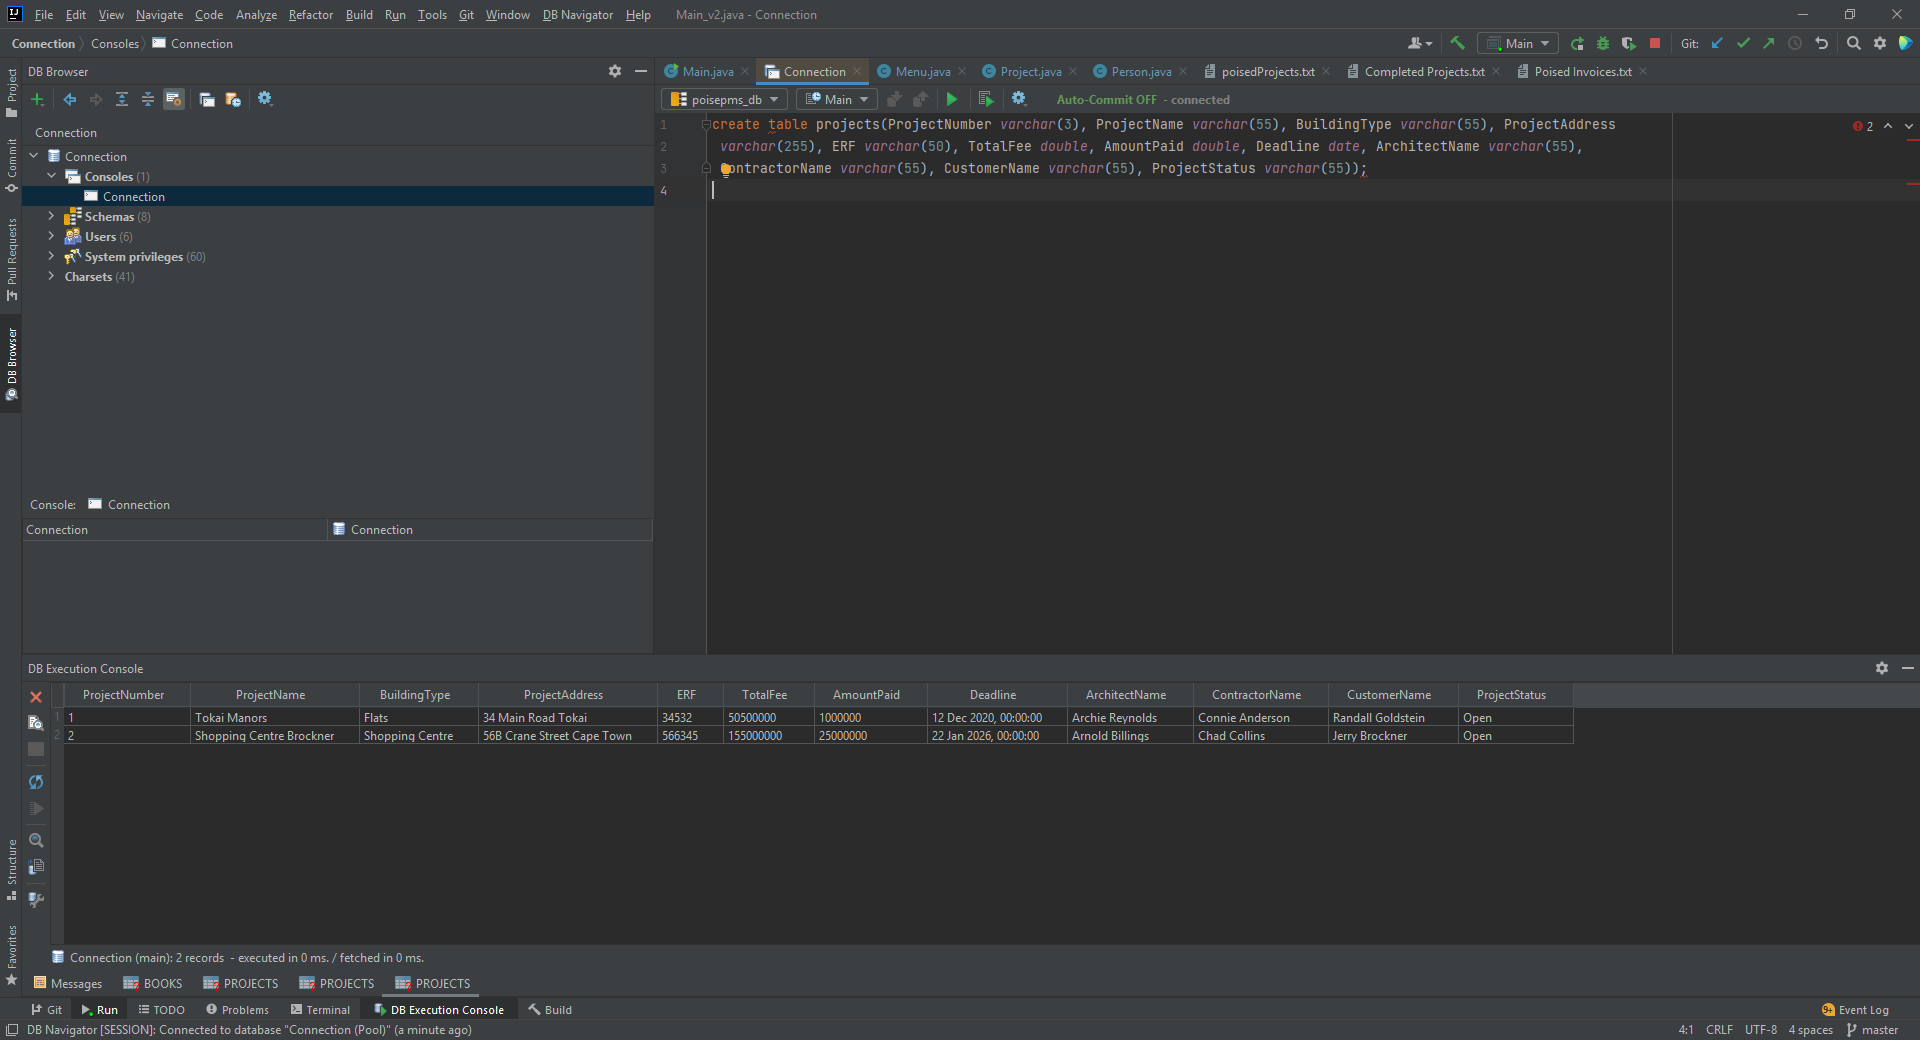 File Edit View Navigate Code Analyze Refactor Build Run Tools Git Window DB Navigator Help Main_v2.java - Connection
Connection Consoles Connection
Main Git:
DB Browser
Main.java Connection Menu.java Project.java Person.java poisedProjects.txt Completed Projects.txt Poised Invoices.txt
poisepms_db Main Auto-Commit OFF - connected
Connection
Connection
Consoles (1)
Connection
Schemas (8)
Users (6)
System privileges (60)
Charsets (41)
1 create table projects(ProjectNumber varchar(3), ProjectName varchar(55), BuildingType varchar(55), ProjectAddress
2 varchar(255), ERF varchar(50), TotalFee double, AmountPaid double, Deadline date, ArchitectName varchar(55),
3 ContractorName varchar(55), CustomerName varchar(55), ProjectStatus varchar(55));
4
2
Project
Commit
Pull Requests
DB Browser
Structure
Favorites
Console: Connection
Connection Connection
DB Execution Console
ProjectNumber ProjectName BuildingType ProjectAddress ERF TotalFee AmountPaid Deadline ArchitectName ContractorName CustomerName ProjectStatus
1 1 Tokai Manors Flats 34 Main Road Tokai 34532 50500000 1000000 12 Dec 2020, 00:00:00 Archie Reynolds Connie Anderson Randall Goldstein Open
2 2 Shopping Centre Brockner Shopping Centre 56B Crane Street Cape Town 566345 155000000 25000000 22 Jan 2026, 00:00:00 Arnold Billings Chad Collins Jerry Brockner Open
Connection (main): 2 records - executed in 0 ms. / fetched in 0 ms.
Messages BOOKS PROJECTS PROJECTS PROJECTS
Git Run TODO Problems Terminal DB Execution Console Build 9+ Event Log
DB Navigator [SESSION]: Connected to database "Connection (Pool)" (a minute ago) 4:1 CRLF UTF-8 4 spaces master